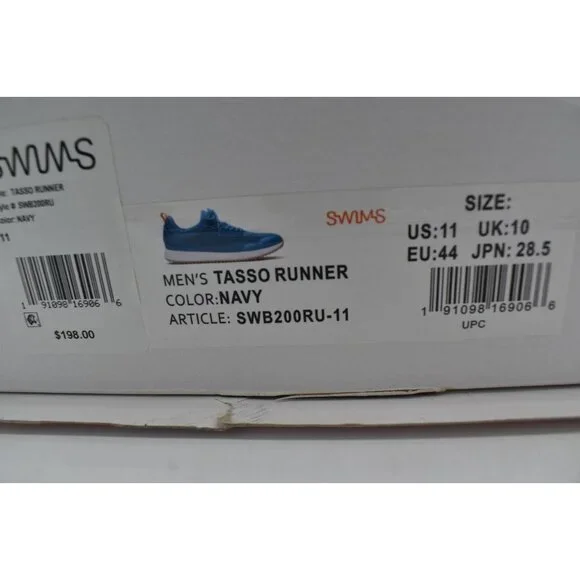 SWIMS
TASSO RUNNER
# SWB200RU
NAVY
11
1 91098 16906 6
$198.00
SWIMS
MEN'S TASSO RUNNER
COLOR:NAVY
ARTICLE: SWB200RU-11
SIZE:
US:11 UK:10
EU:44 JPN: 28.5
1 91098 16906 6
UPC